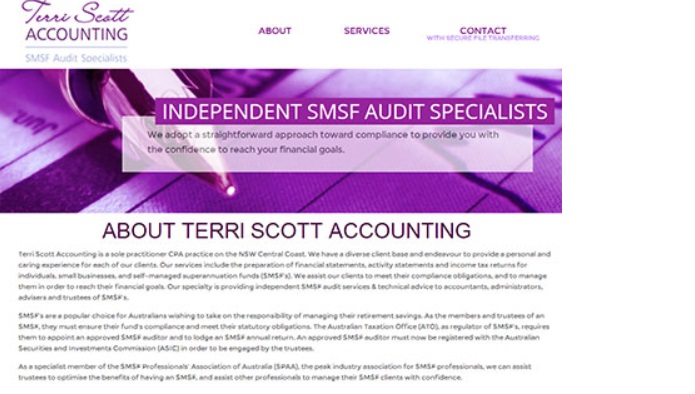 Terri Scott
ACCOUNTING
SMSF Audit Specialists
ABOUT SERVICES CONTACT
WITH SECURE FILE TRANSFERRING
INDEPENDENT SMSF AUDIT SPECIALISTS
We adopt a straightforward approach toward compliance to provide you with
the confidence to reach your financial goals.
ABOUT TERRI SCOTT ACCOUNTING
Terri Scott Accounting is a sole practitioner CPA practice on the NSW Central Coast. We have a diverse client base and endeavour to provide a personal and
caring experience for each of our clients. Our services include the preparation of financial statements, activity statements and income tax returns for
individuals, small businesses, and self-managed superannuation funds (SMSF's). We assist our clients to meet their compliance obligations, and to manage
them in order to reach their financial goals. Our specialty is providing independent SMSF audit services & technical advice to accountants, administrators,
advisers and trustees of SMSF's.
SMSF's are a popular choice for Australians wishing to take on the responsibility of managing their retirement savings. As the members and trustees of an
SMSF, they must ensure their fund's compliance and meet their statutory obligations. The Australian Taxation Office (ATO), as regulator of SMSF's, requires
them to appoint an approved SMSF auditor and to lodge an SMSF annual return. An approved SMSF auditor must now be registered with the Australian
Securities and Investments Commission (ASIC) in order to be engaged by the trustees.
As a specialist member of the SMSF Professionals' Association of Australia (SPAA), the peak industry association for SMSF professionals, we can assist
trustees to optimise the benefits of having an SMSF, and assist other professionals to manage their SMSF clients with confidence.